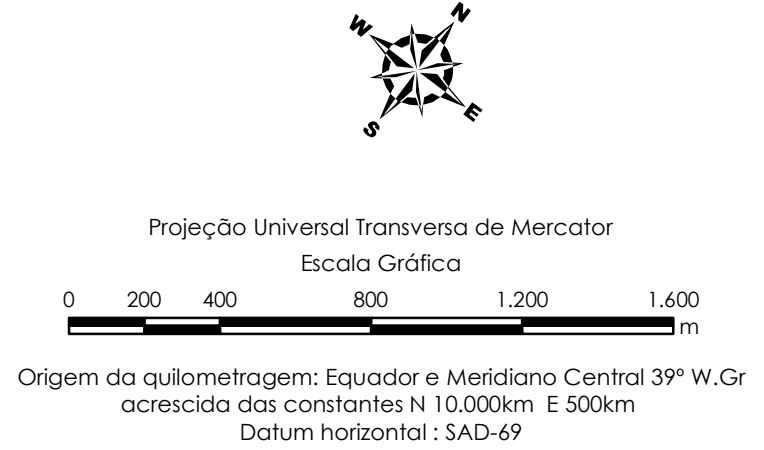 W N
S E
Projeção Universal Transversa de Mercator
Escala Gráfica
0 200 400 800 1.200 1.600
m
Origem da quilometragem: Equador e Meridiano Central 39º W.Gr
acrescida das constantes N 10.000km E 500km
Datum horizontal : SAD-69